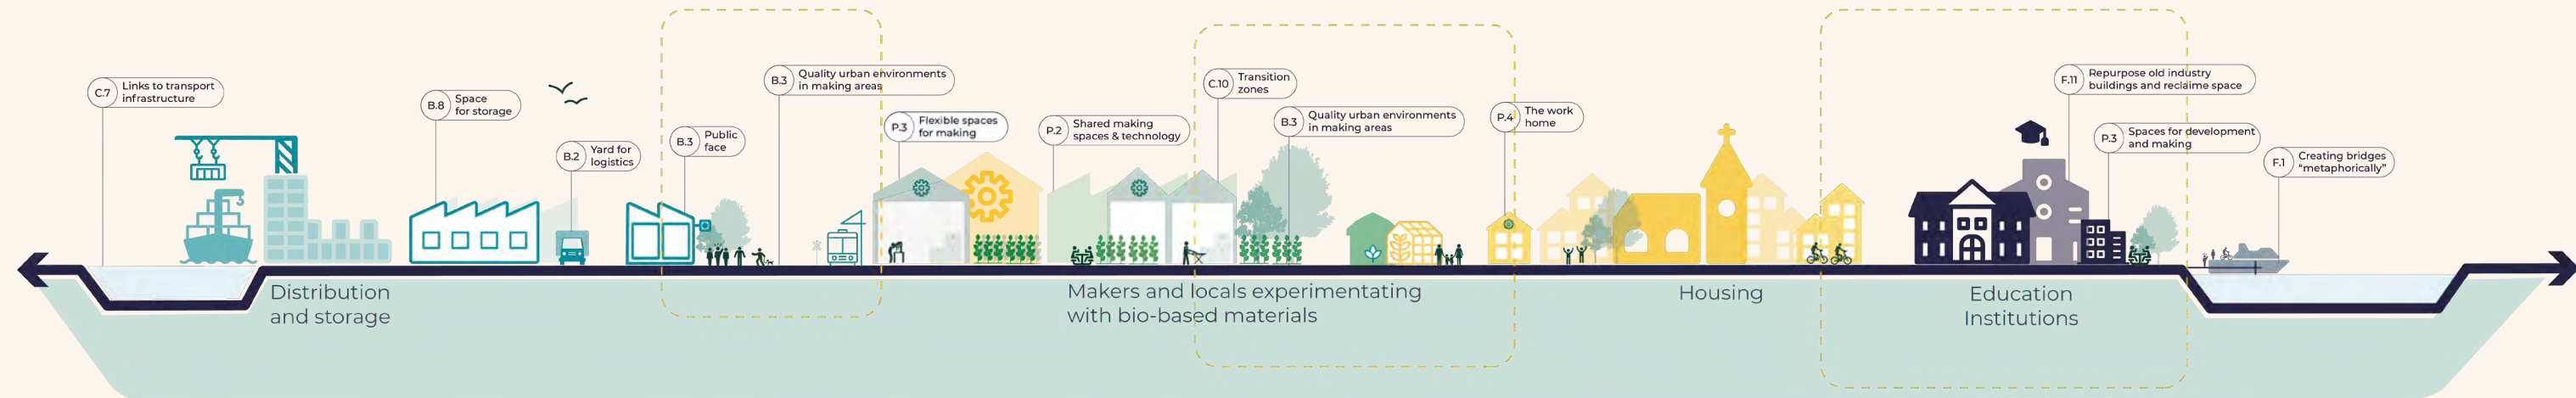 C.7 Links to transport
infrastructure
B.8 Space
for storage
B.2 Yard for
logistics
B.3 Public
face
B.3 Quality urban environments
in making areas
P.3 Flexible spaces
for making
P.2 Shared making
spaces & technology
C.10 Transition
zones
B.3 Quality urban environments
in making areas
P.4 The work
home
F.11 Repurpose old industry
buildings and reclaime space
P.3 Spaces for development
and making
F.1 Creating bridges
“metaphorically”
Distribution
and storage
Makers and locals experimentating
with bio-based materials
Housing
Education
Institutions